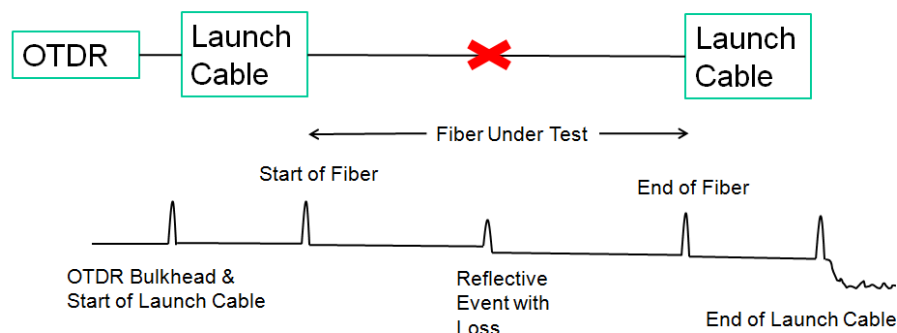 OTDR
Launch
Cable
Launch
Cable
Fiber Under Test
Start of Fiber
End of Fiber
OTDR Bulkhead &
Start of Launch Cable
Reflective
Event with
Loss
End of Launch Cable